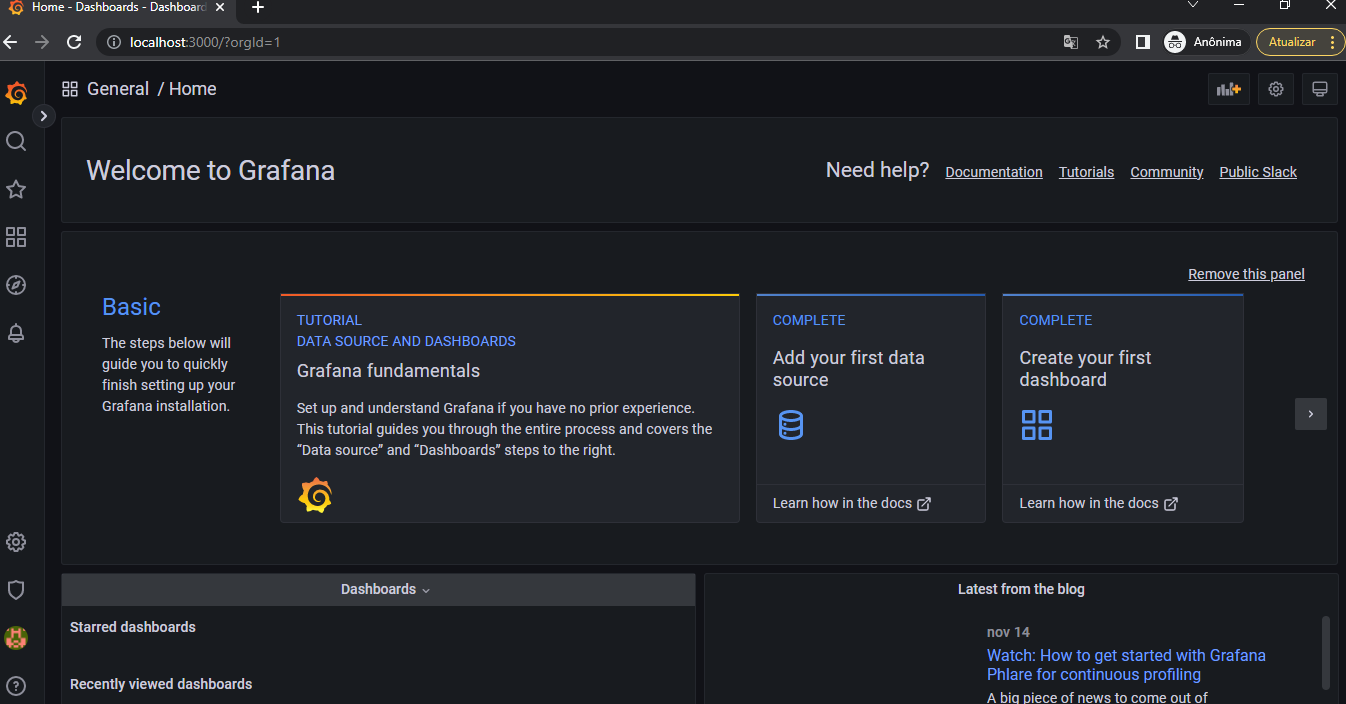 Home - Dashboards - Dashboard
localhost:3000/?orgId=1
Anônima
Atualizar
General / Home
Welcome to Grafana
Need help?
Documentation
Tutorials
Community
Public Slack
Remove this panel
Basic
The steps below will
guide you to quickly
finish setting up your
Grafana installation.
TUTORIAL
DATA SOURCE AND DASHBOARDS
Grafana fundamentals
Set up and understand Grafana if you have no prior experience.
This tutorial guides you through the entire process and covers the
“Data source” and “Dashboards” steps to the right.
COMPLETE
Add your first data
source
Learn how in the docs
COMPLETE
Create your first
dashboard
Learn how in the docs
Dashboards
Starred dashboards
Recently viewed dashboards
Latest from the blog
nov 14
Watch: How to get started with Grafana
Phlare for continuous profiling
A big piece of news to come out of